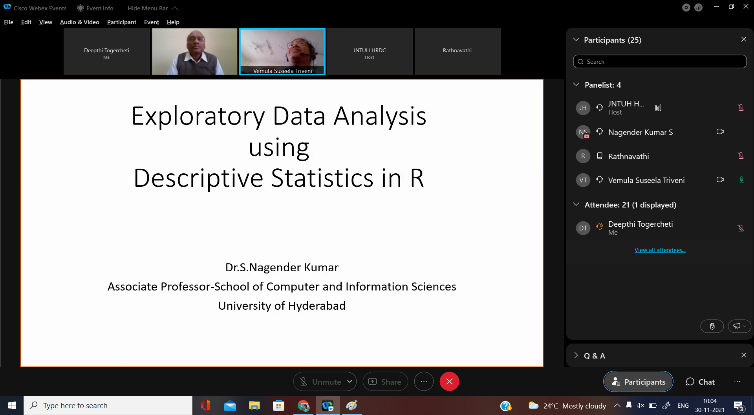 Cisco Webex Events
Event Info
Hide Menu Bar
File Edit View Audio & Video Participant Event Help
Deepthi Togercheti
Me
Vemula Suseela Triveni
JNTUH HRDC
Host
Rathnavathi
Exploratory Data Analysis
using
Descriptive Statistics in R
Dr.S.Nagender Kumar
Associate Professor-School of Computer and Information Sciences
University of Hyderabad
Participants (25)
Search
Panelist: 4
JH JNTUH H...
Host
NS Nagender Kumar S
R Rathnavathi
VT Vemula Suseela Triveni
Attendee: 21 (1 displayed)
DT Deepthi Togercheti
Me
View all attendees...
Q & A
Unmute
Share
Participants
Chat
Type here to search
24°C Mostly cloudy
ENG
10:04
30-11-2021